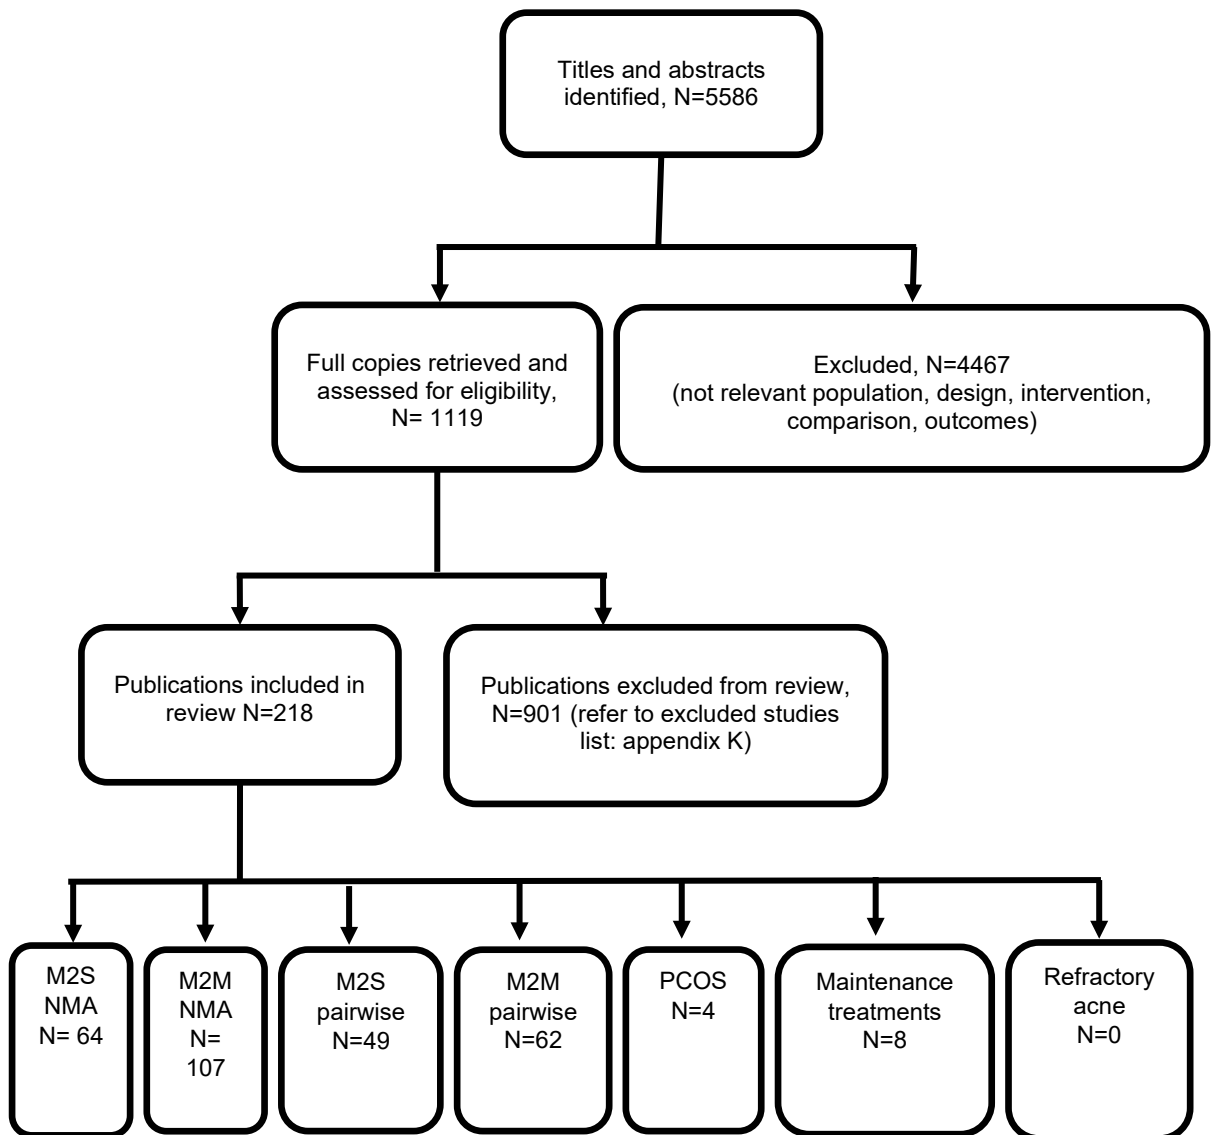 Titles and abstracts
identified, N=5586
Full copies retrieved and
assessed for eligibility,
N= 1119
Excluded, N=4467
(not relevant population, design, intervention,
comparison, outcomes)
Publications included in
review N=218
Publications excluded from review,
N=901 (refer to excluded studies
list: appendix K)
M2S
NMA
N= 64
M2M
NMA
N=
107
M2S
pairwise
N=49
M2M
pairwise
N=62
PCOS
N=4
Maintenance
treatments
N=8
Refractory
acne
N=0